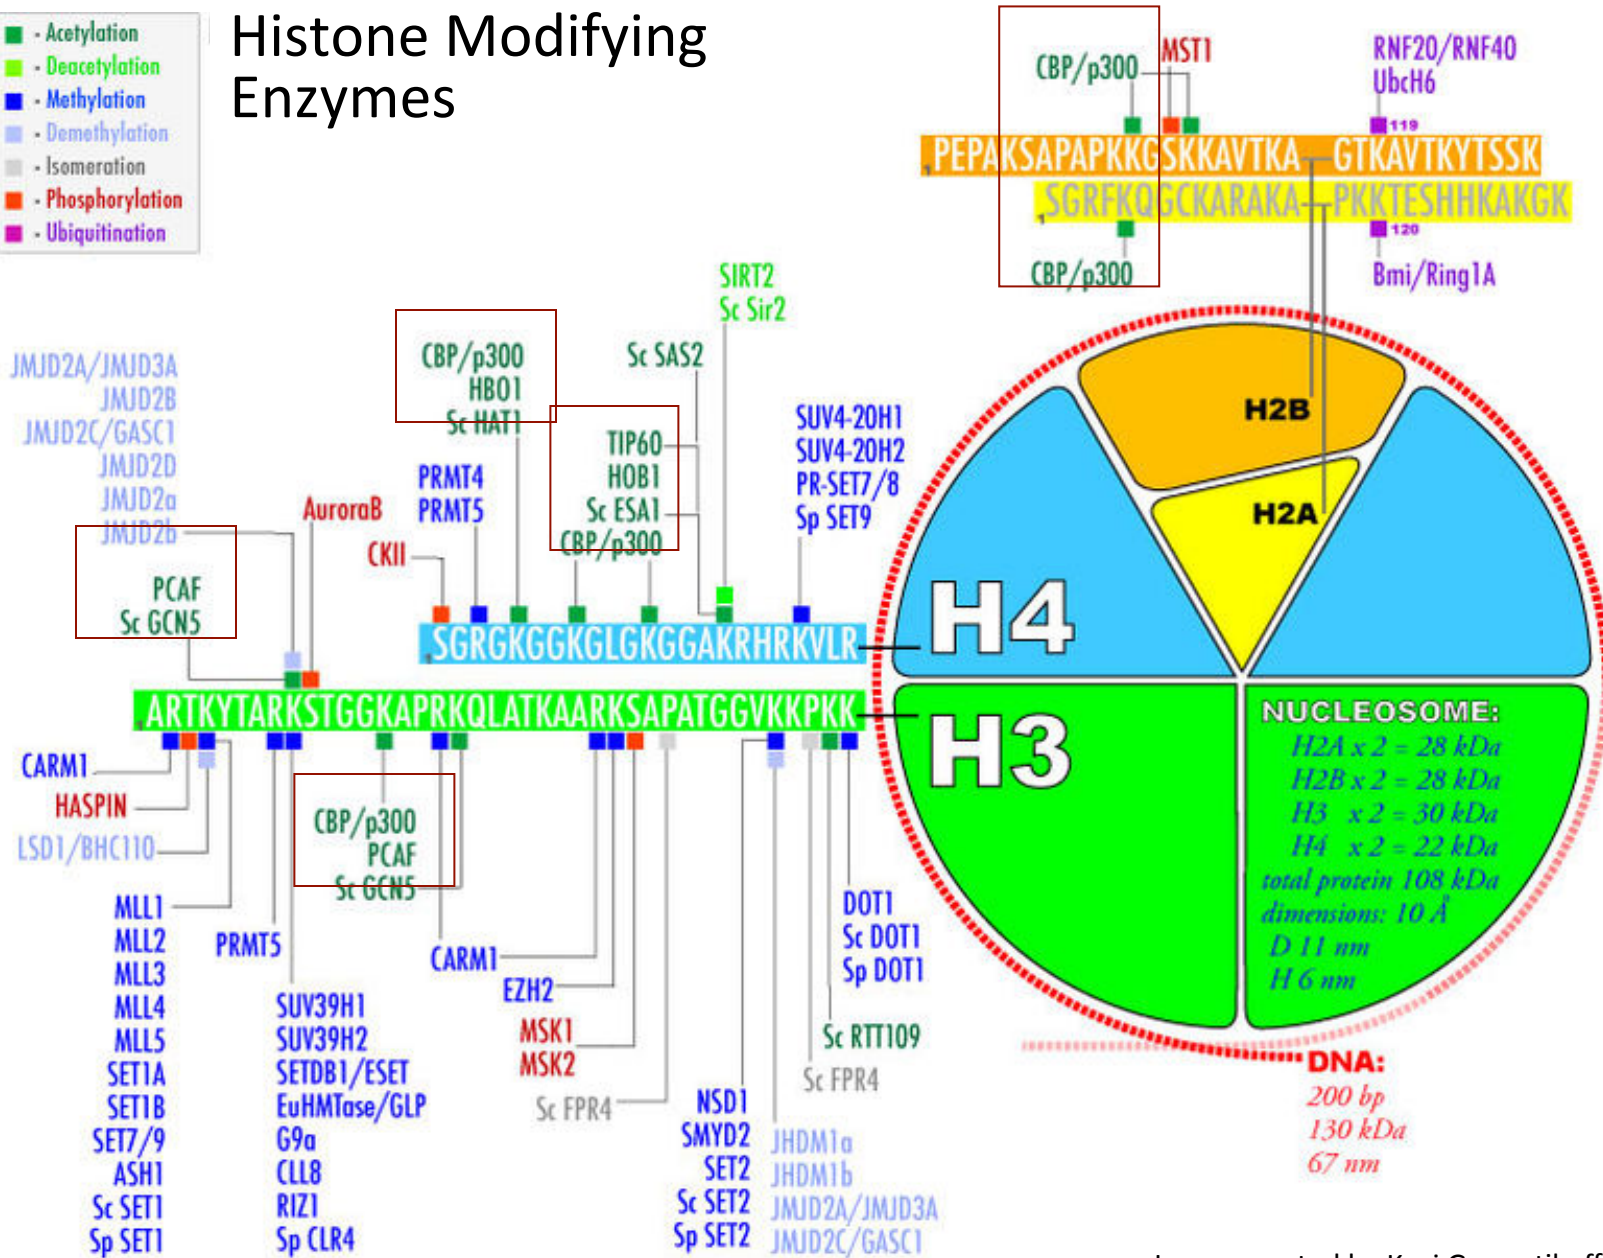 Histone Modifying
Enzymes
- Acetylation
- Deacetylation
- Methylation
- Demethylation
- Isomeration
- Phosphorylation
- Ubiquitination
CBP/p300
MST1
RNF20/RNF40
UbcH6
119
1 PEPAKSAPAPKKGSKKAVTKA GTKAVTKYTSSK
1 SGRFKQGCKARAKA PKKTESHHKAKGK
120
CBP/p300
Bmi/Ring1A
SIRT2
Sc Sir2
JMJD2A/JMJD3A
JMJD2B
JMJD2C/GASC1
JMJD2D
JMJD2a
JMJD2b
CBP/p300
HBO1
Sc HAT1
Sc SAS2
TIP60
HOB1
Sc ESA1
CBP/p300
SUV4-20H1
SUV4-20H2
PR-SET7/8
Sp SET9
PRMT4
PRMT5
AuroraB
CKII
PCAF
Sc GCN5
1 SGRGKGGKGLGKGGAKRHRKVLR
1 ARTKYTARKSTGGKAPRKQLATKAARKSAPATGGVKKPKK
H2B
H2A
H4
H3
NUCLEOSOME:
H2A x 2 = 28 kDa
H2B x 2 = 28 kDa
H3 x 2 = 30 kDa
H4 x 2 = 22 kDa
total protein 108 kDa
dimensions: 10 Å
D 11 nm
H 6 nm
DNA:
200 bp
130 kDa
67 nm
CARM1
HASPIN
LSD1/BHC110
MLL1
MLL2
MLL3
MLL4
MLL5
SET1A
SET1B
SET7/9
ASH1
Sc SET1
Sp SET1
PRMT5
SUV39H1
SUV39H2
SETDB1/ESET
EuHMTase/GLP
G9a
CLL8
RIZ1
Sp CLR4
CBP/p300
PCAF
Sc GCN5
CARM1
EZH2
MSK1
MSK2
Sc FPR4
NSD1
SMYD2
SET2
Sc SET2
Sp SET2
JHDM1a
JHDM1b
JMJD2A/JMJD3A
JMJD2C/GASC1
Sc FPR4
Sc RTT109
DOT1
Sc DOT1
Sp DOT1